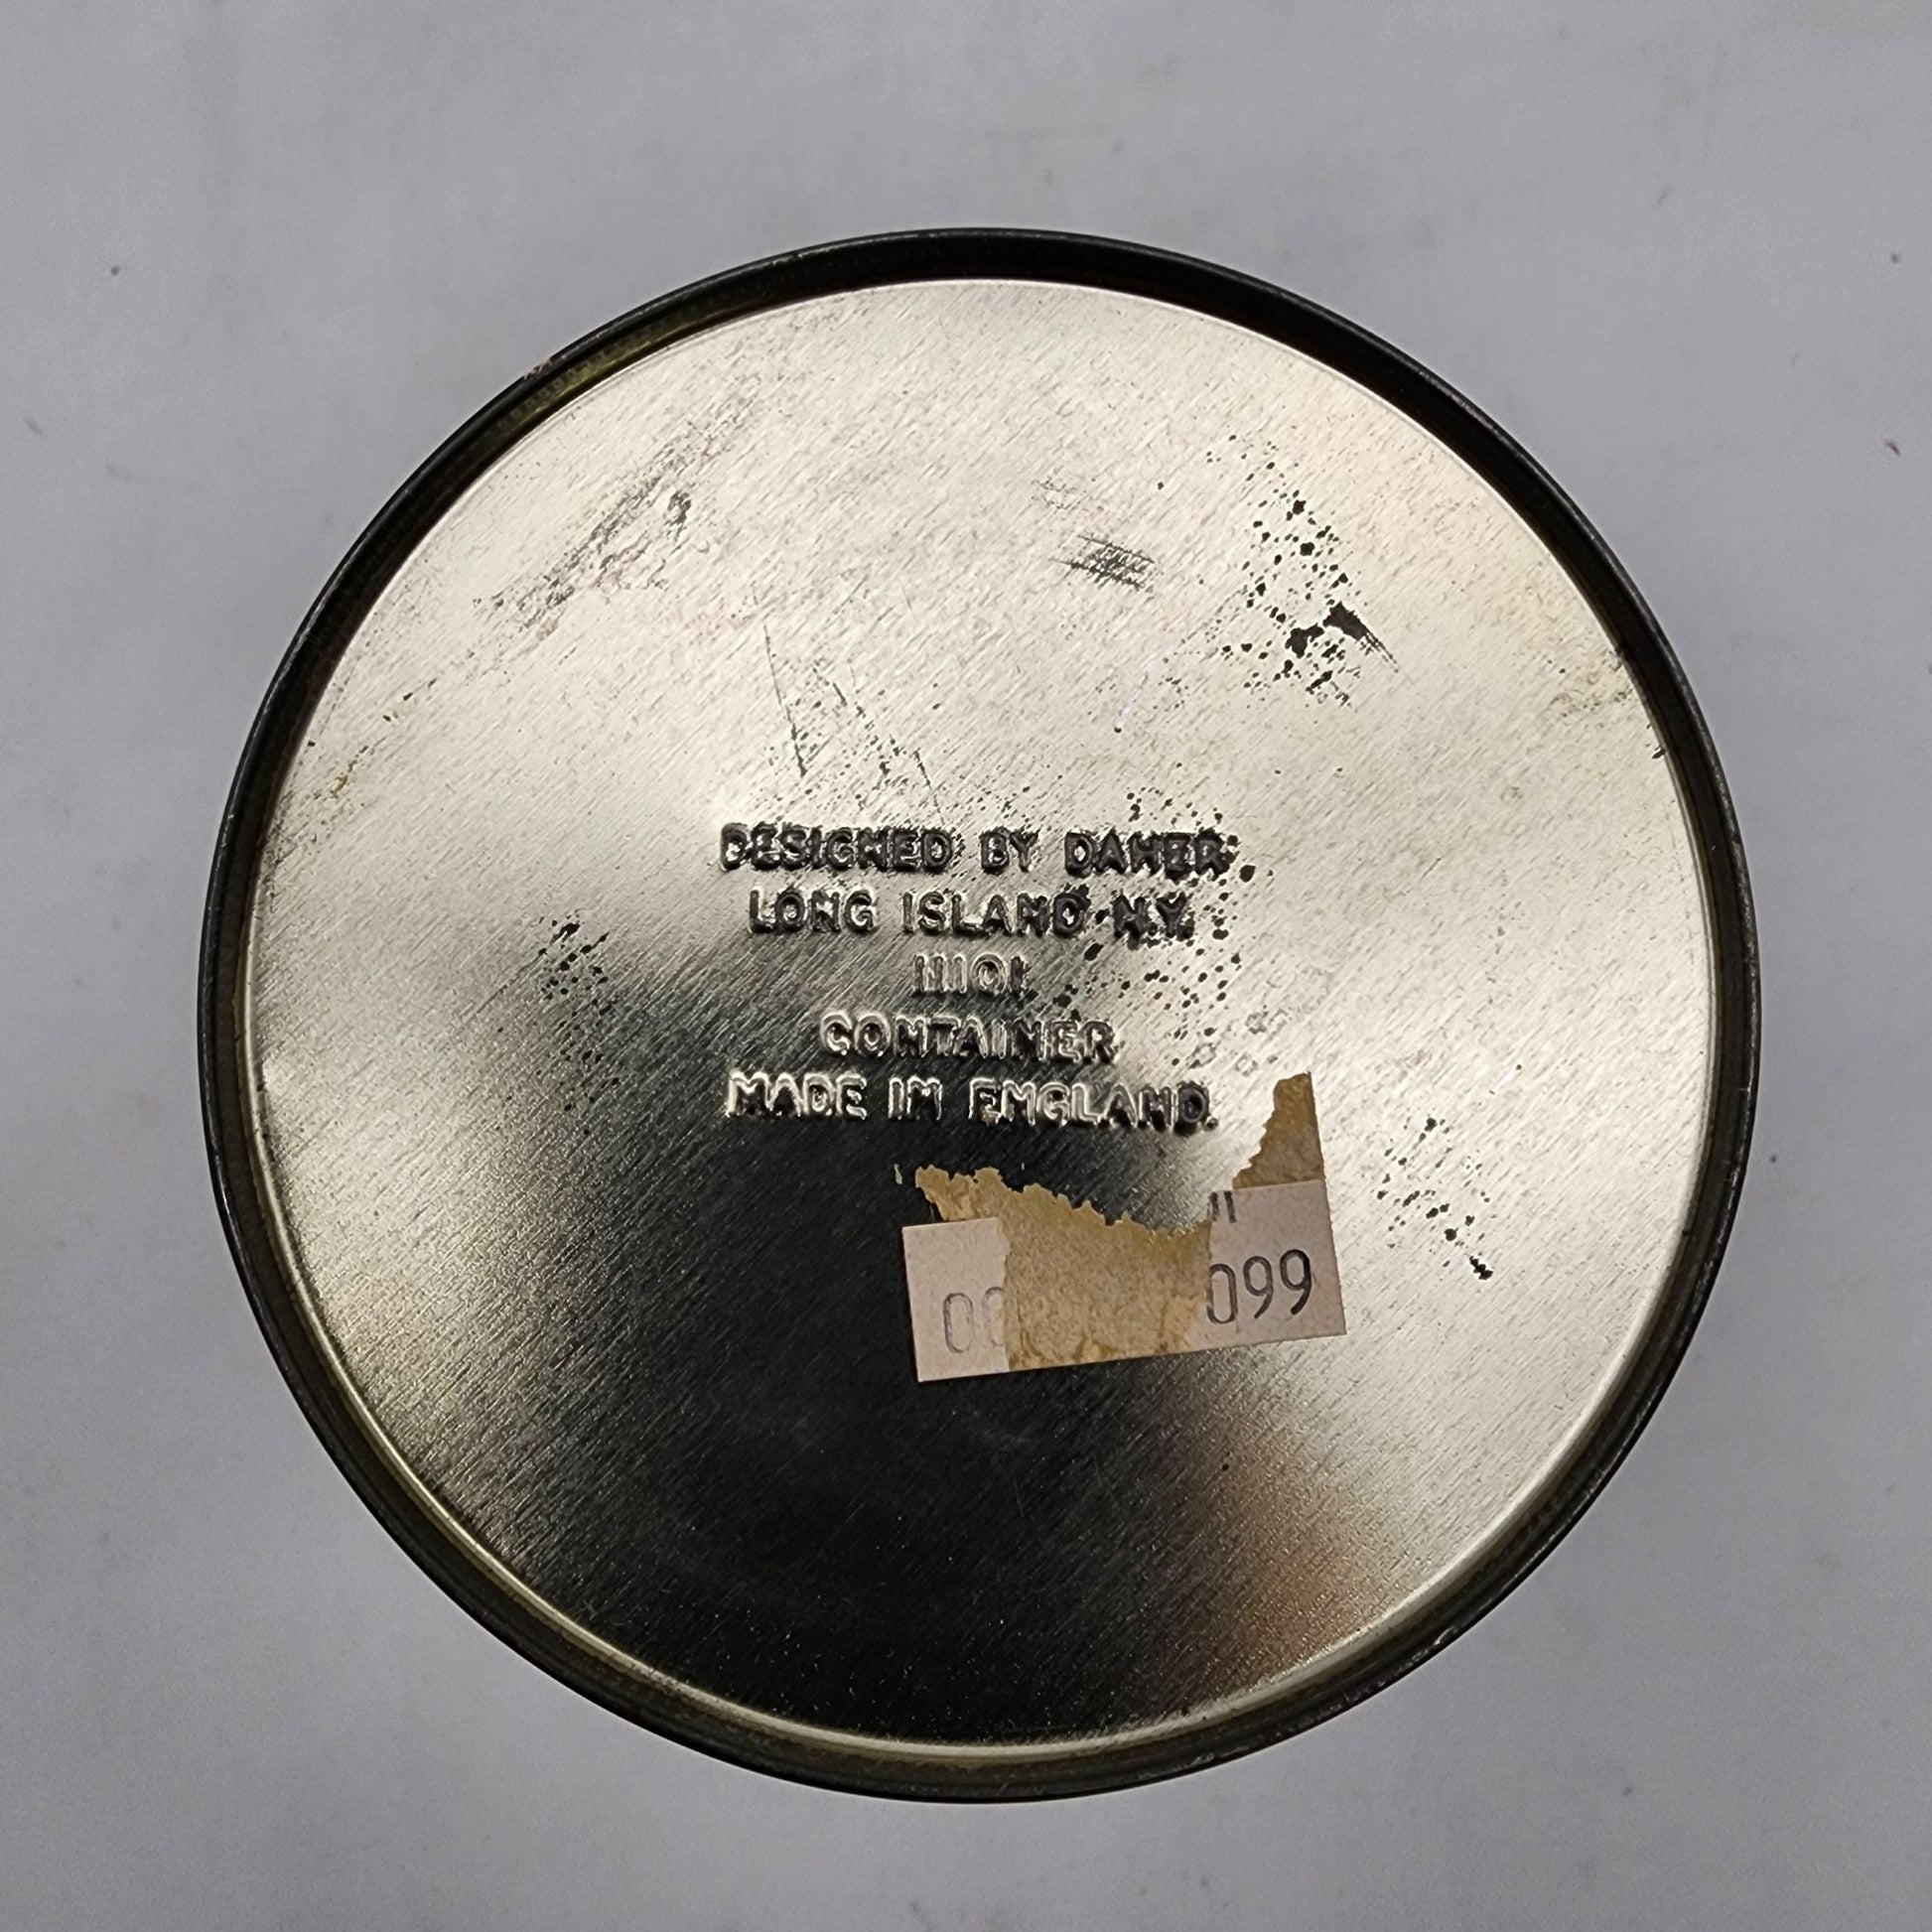 DESIGNED BY DAHER
LONG ISLAND N.Y.
11101
CONTAINER
MADE IN ENGLAND.
099